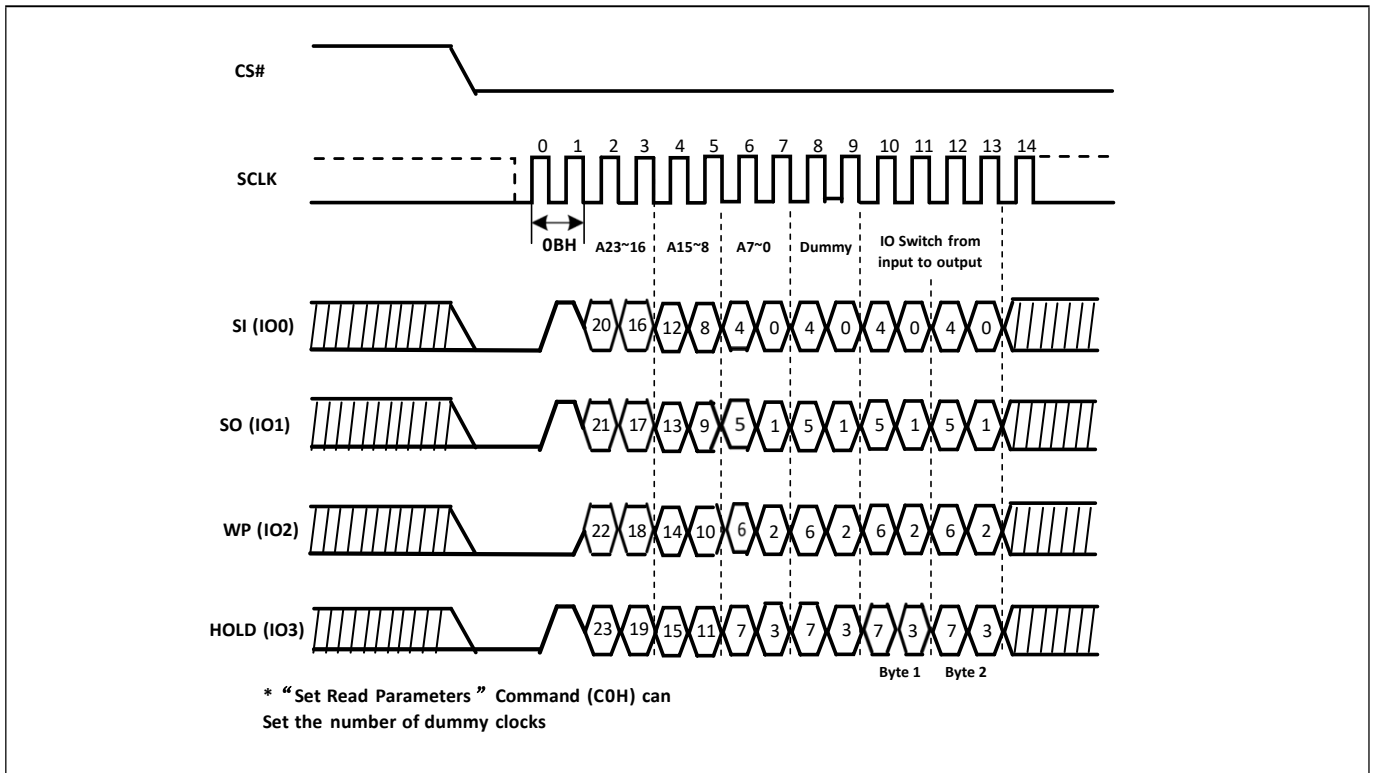 CS#
0 1 2 3 4 5 6 7 8 9 10 11 12 13 14
SCLK
0BH A23~16 A15~8 A7~0 Dummy IO Switch from
input to output
SI (IO0) 20 16 12 8 4 0 4 0 4 0 4 0
SO (IO1) 21 17 13 9 5 1 5 1 5 1 5 1
WP (IO2) 22 18 14 10 6 2 6 2 6 2 6 2
HOLD (IO3) 23 19 15 11 7 3 7 3 7 3 7 3
Byte 1 Byte 2
* “Set Read Parameters ” Command (C0H) can
Set the number of dummy clocks